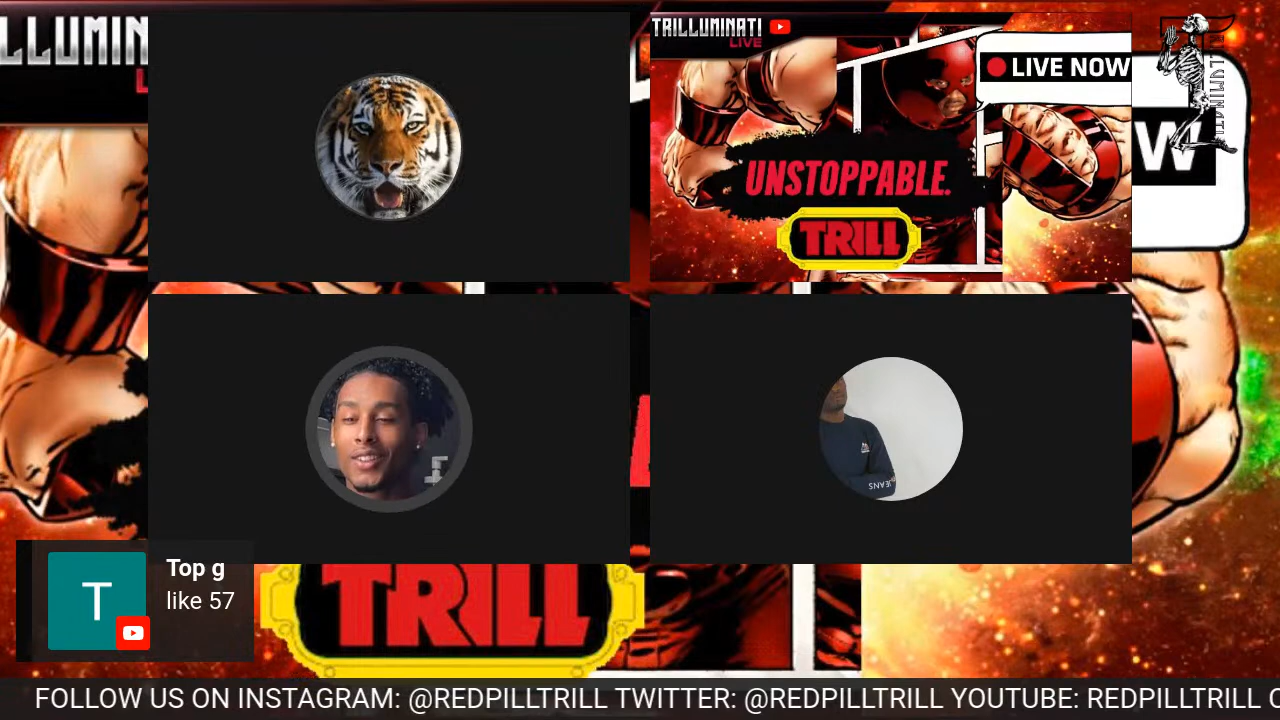 LLUMIN
L
TRILLUMINATI
LIVE
LIVE NOW
W
UNSTOPPABLE.
TRILL
JEANS
Top g
like 57
T
TRILL
FOLLOW US ON INSTAGRAM: @REDPILLTRILL TWITTER: @REDPILLTRILL YOUTUBE: REDPILLTRILL